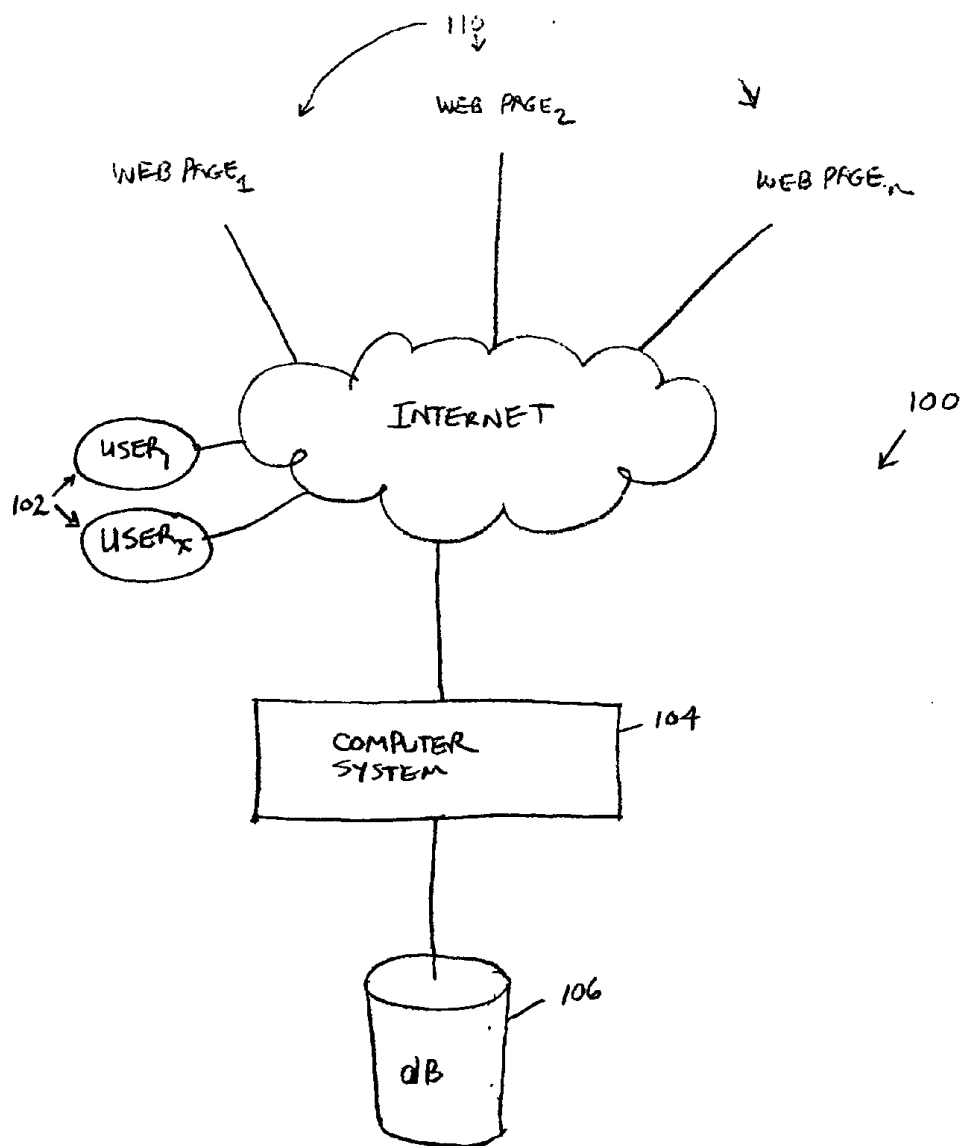 110
WEB PAGE2
WEB PAGE1
WEB PAGEn
INTERNET
100
USER1
102
USERx
COMPUTER
SYSTEM
104
106
dB